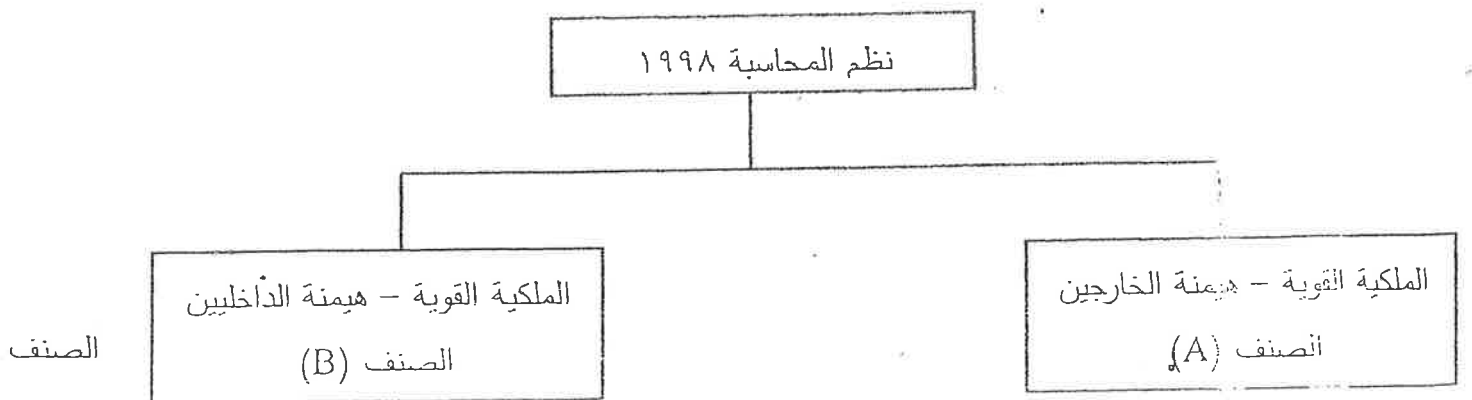 نظم المحاسبة ١٩٩٨
الملكية القوية – هيمنة الخارجين
الصنف (A)
الملكية القوية – هيمنة الداخليين
الصنف (B)
الصنف